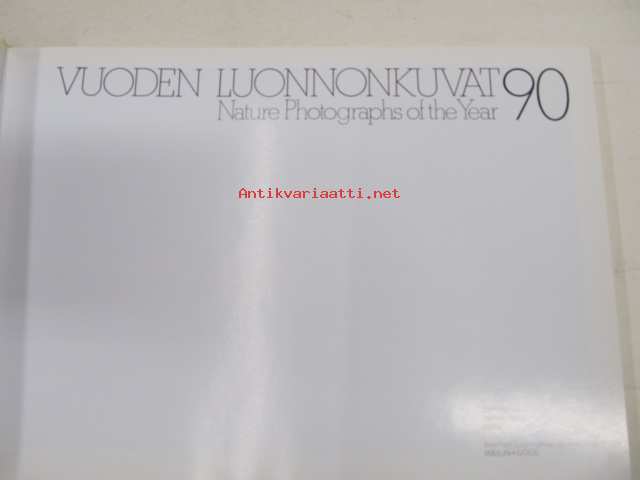 VUODEN LUONNONKUVAT 90
Nature Photographs of the Year
Antikvariaatti.net